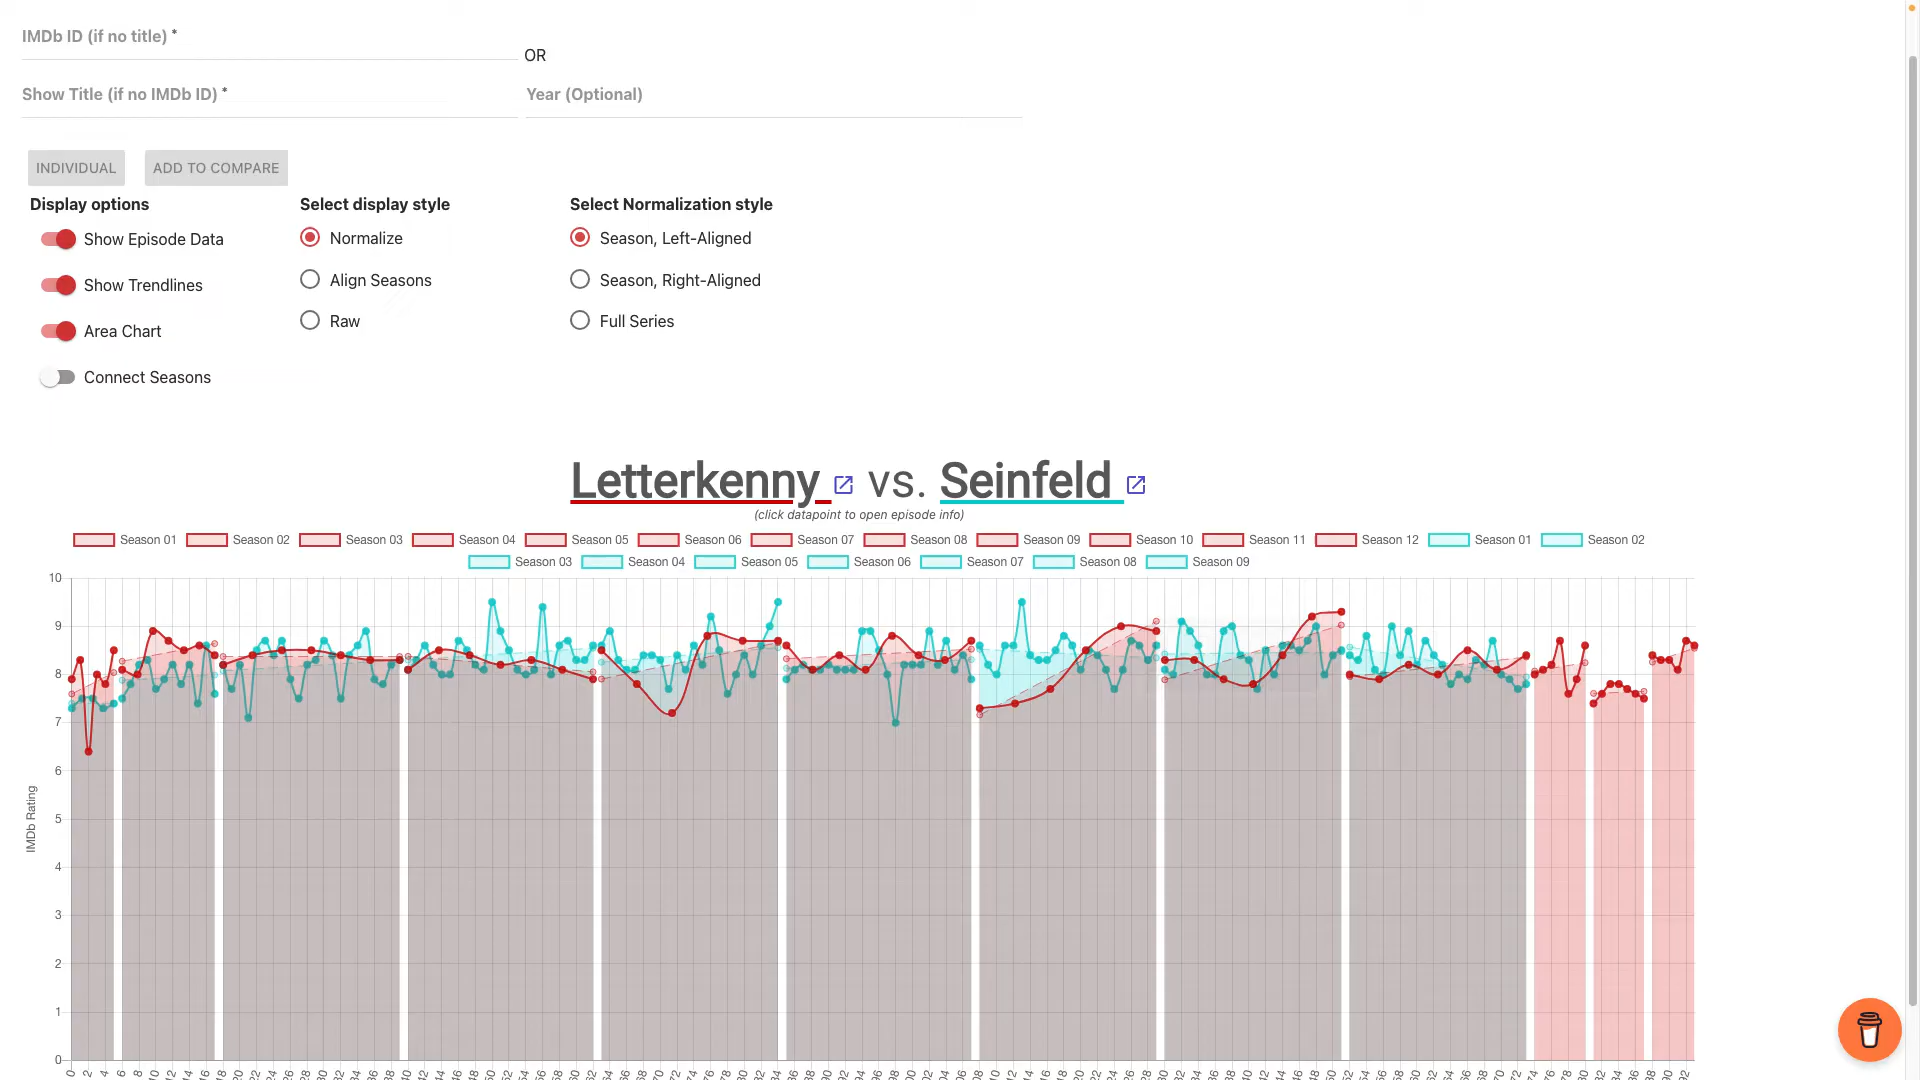 IMDb ID (if no title) *
OR
Show Title (if no IMDb ID) *
Year (Optional)
INDIVIDUAL
ADD TO COMPARE
Display options
Select display style
Select Normalization style
Show Episode Data
Normalize
Season, Left-Aligned
Show Trendlines
Align Seasons
Season, Right-Aligned
Area Chart
Raw
Full Series
Connect Seasons
Letterkenny vs. Seinfeld
(click datapoint to open episode info)
Season 01 Season 02 Season 03 Season 04 Season 05 Season 06 Season 07 Season 08 Season 09 Season 10 Season 11 Season 12 Season 01 Season 02
Season 03 Season 04 Season 05 Season 06 Season 07 Season 08 Season 09
10
9
8
7
6
5
4
3
2
1
0
IMDb Rating